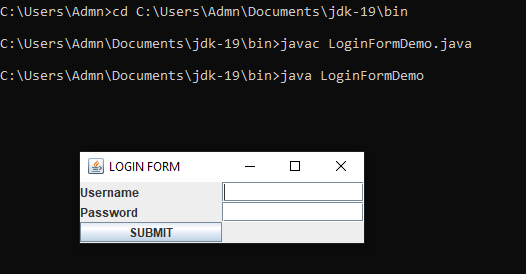 C:\Users\Admn>cd C:\Users\Admn\Documents\jdk-19\bin
C:\Users\Admn\Documents\jdk-19\bin>javac LoginFormDemo.java
C:\Users\Admn\Documents\jdk-19\bin>java LoginFormDemo
LOGIN FORM
Username
Password
SUBMIT